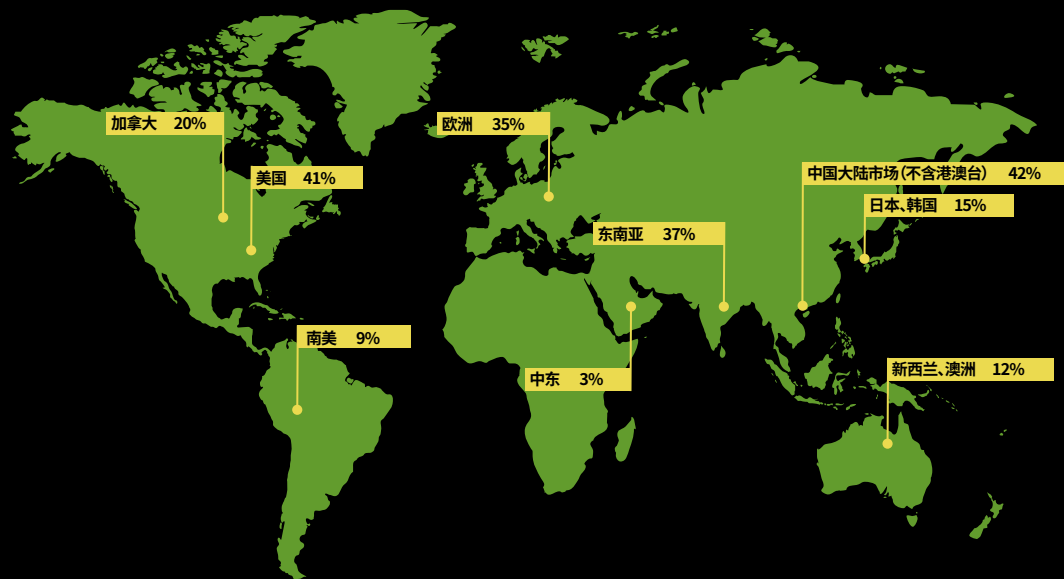 加拿大 20%
欧洲 35%
美国 41%
中国大陆市场(不含港澳台) 42%
日本、韩国 15%
东南亚 37%
南美 9%
中东 3%
新西兰、澳洲 12%